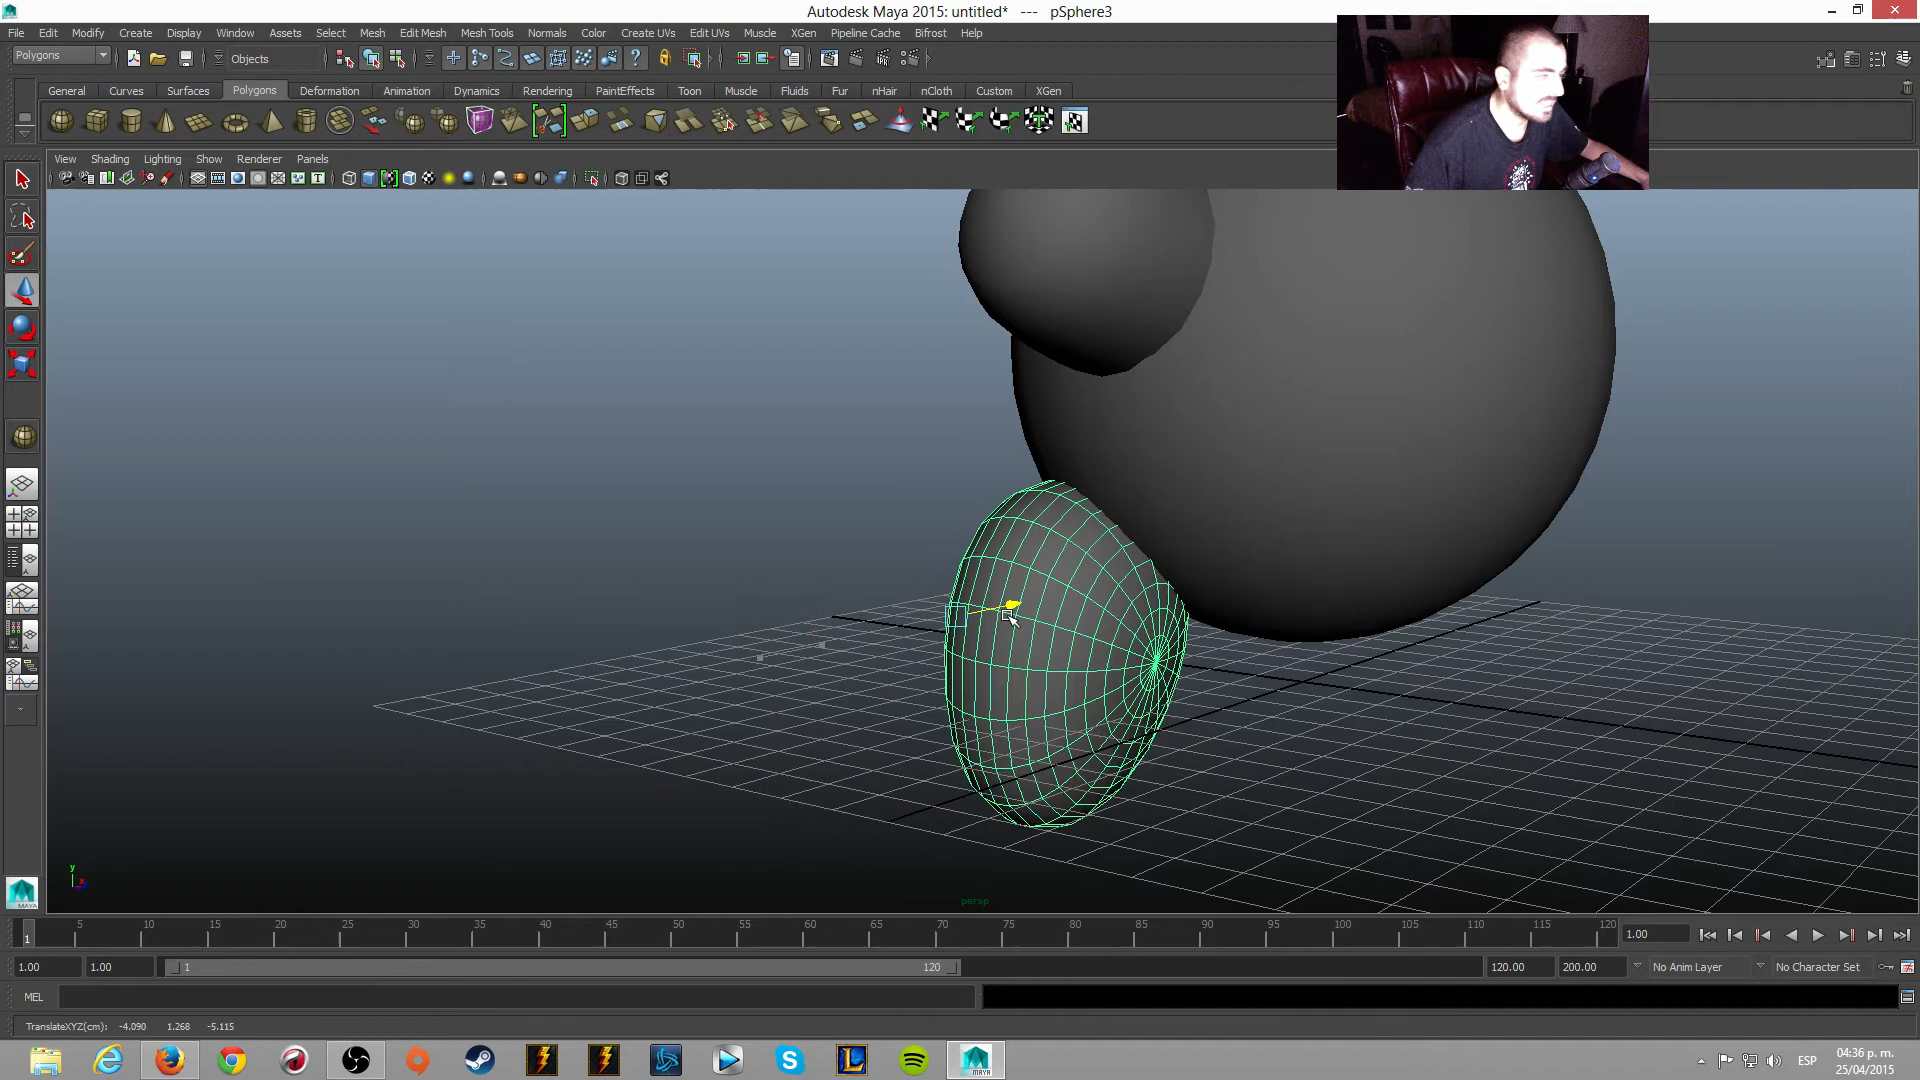 Autodesk Maya 2015: untitled* --- pSphere3
File Edit Modify Create Display Window Assets Select Mesh Edit Mesh Mesh Tools Normals Color Create UVs Edit UVs Muscle XGen Pipeline Cache Bifrost Help
Polygons Objects
General Curves Surfaces Polygons Deformation Animation Dynamics Rendering PaintEffects Toon Muscle Fluids Fur nHair nCloth Custom XGen
View Shading Lighting Show Renderer Panels
y
x
persp
5 10 15 20 25 30 35 40 45 50 55 60 65 70 75 80 85 90 95 100 105 110 115 120
1 1.00
1.00 1.00 1 120 120.00 200.00 No Anim Layer No Character Set
MEL
TranslateXYZ(cm): -4.090 1.268 -5.115
MAYA
ESP 04:36 p. m.
25/04/2015